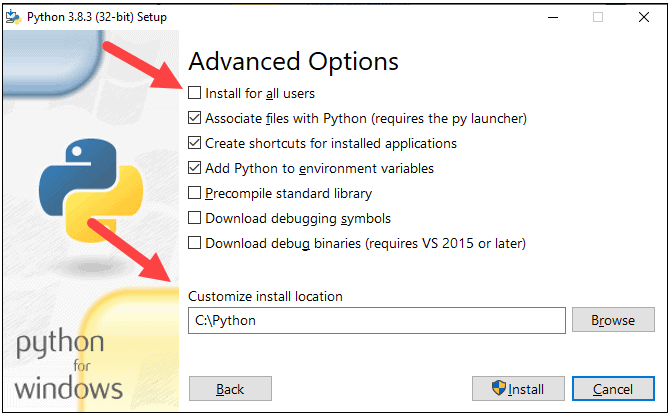 Python 3.8.3 (32-bit) Setup
Advanced Options
Install for all users
Associate files with Python (requires the py launcher)
Create shortcuts for installed applications
Add Python to environment variables
Precompile standard library
Download debugging symbols
Download debug binaries (requires VS 2015 or later)
Customize install location
C:\Python
Browse
python
for
windows
Back
Install
Cancel